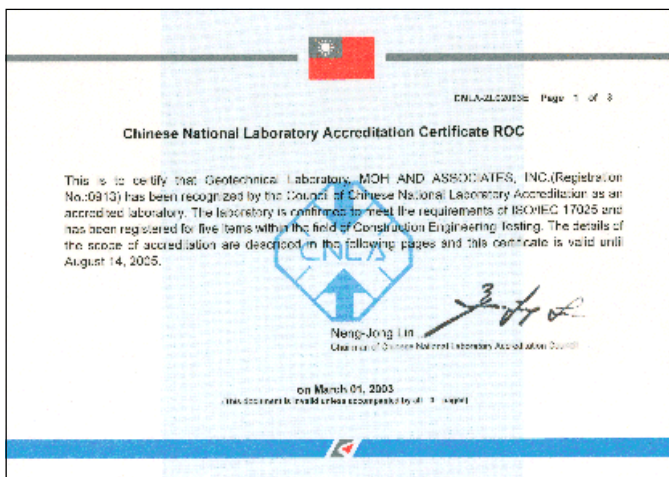 CNLA-ZL02003E Page 1 of 3
Chinese National Laboratory Accreditation Certificate ROC
This is to certify that Geotechnical Laboratory, MOH AND ASSOCIATES, INC.(Registration
No.:0913) has been recognized by the Council of Chinese National Laboratory Accreditation as an
accredited laboratory. The laboratory is confirmed to meet the requirements of ISO/IEC 17025 and
has been registered for five items within the field of Construction Engineering Testing. The details of
the scope of accreditation are described in the following pages and this certificate is valid until
August 14, 2005.
CNLA
Neng-Jong Lin
Chairman of Chinese National Laboratory Accreditation Council
on March 01, 2003
(This document is invalid unless accompanied by all 3 pages)